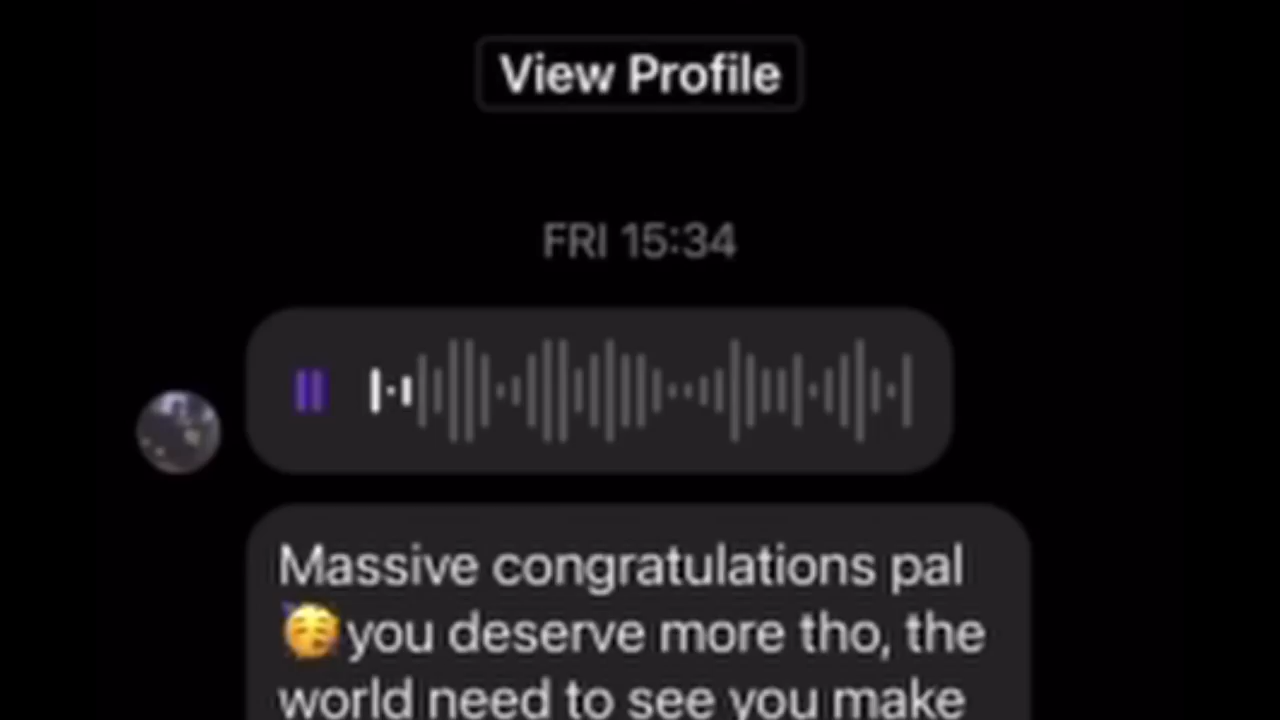 View Profile
FRI 15:34
Massive congratulations pal
🥳 you deserve more tho, the
world need to see you make